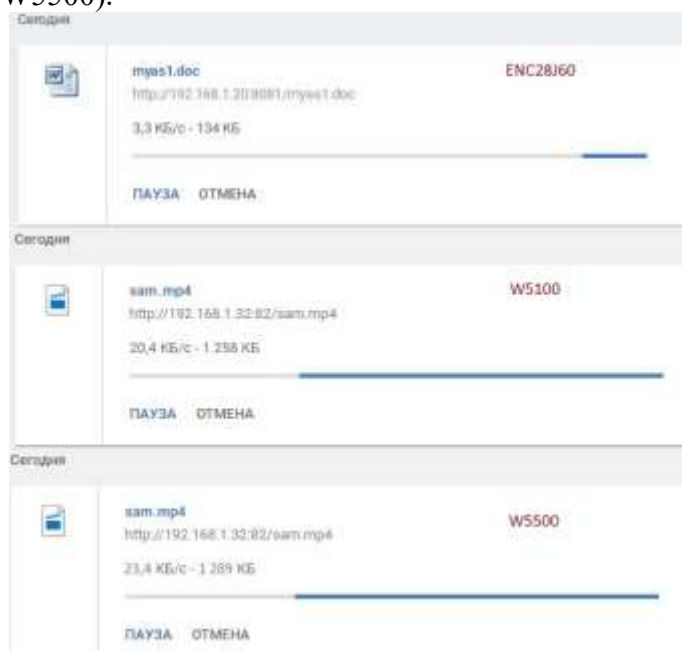 W5500).
Сегодня
myas1.doc
ENC28J60
http://192.168.1.20:8081/myas1.doc
3,3 КБ/с - 134 КБ
ПАУЗА ОТМЕНА
Сегодня
sam.mp4
W5100
http://192.168.1.32:82/sam.mp4
20,4 КБ/с - 1 258 КБ
ПАУЗА ОТМЕНА
Сегодня
sam.mp4
W5500
http://192.168.1.32:82/sam.mp4
23,4 КБ/с - 1 289 КБ
ПАУЗА ОТМЕНА